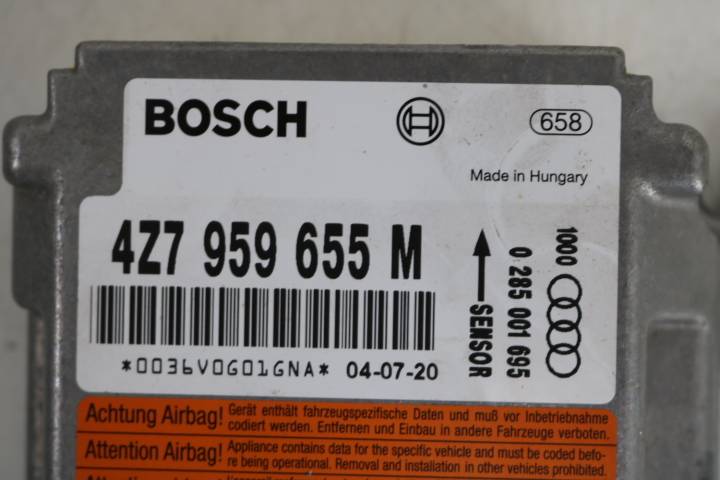 BOSCH
658
Made in Hungary
4Z7 959 655 M
1000
0 285 001 695
SENSOR
*0036V0G01GNA* 04-07-20
Achtung Airbag! Gerät enthält fahrzeugspezifische Daten und muß vor Inbetriebnahme
codiert werden. Entfernen und Einbau in andere Fahrzeuge verboten.
Attention Airbag! Appliance contains data for the specific vehicle and must be coded befo-
re being operational. Removal and installation in other vehicles prohibited.